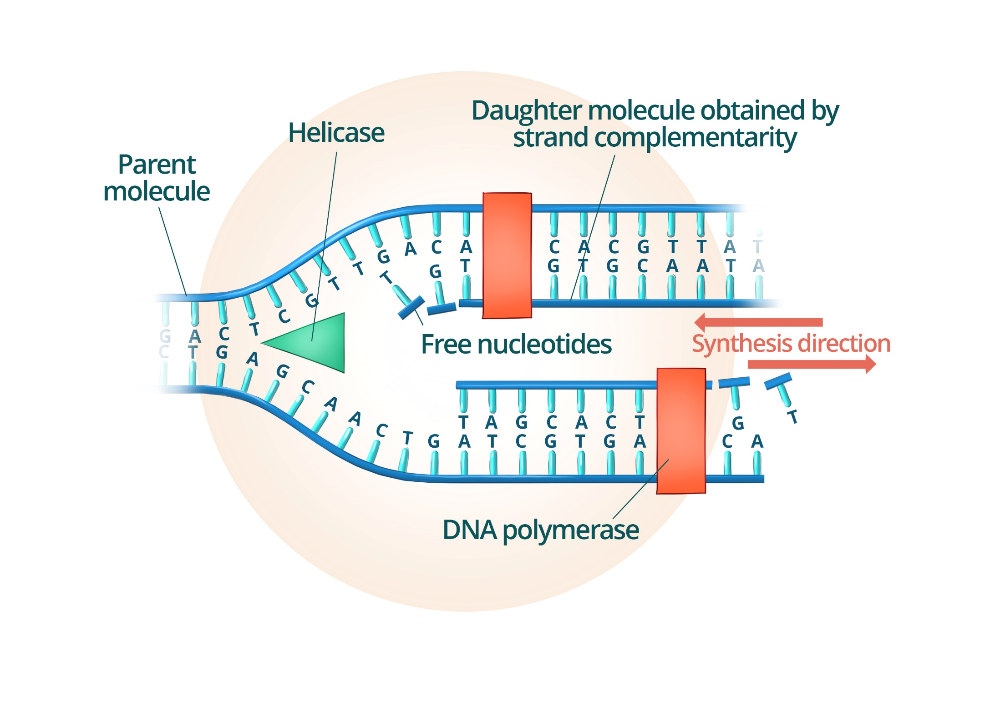 Daughter molecule obtained by
strand complementarity
Helicase
Parent
molecule
G A C T C G T T G A C A C A C G T T A T
T G T G T G C A A T A
C T G A G C A A C T G A T C G T G A C A
Free nucleotides
Synthesis direction
T A G C A C T G T
DNA polymerase